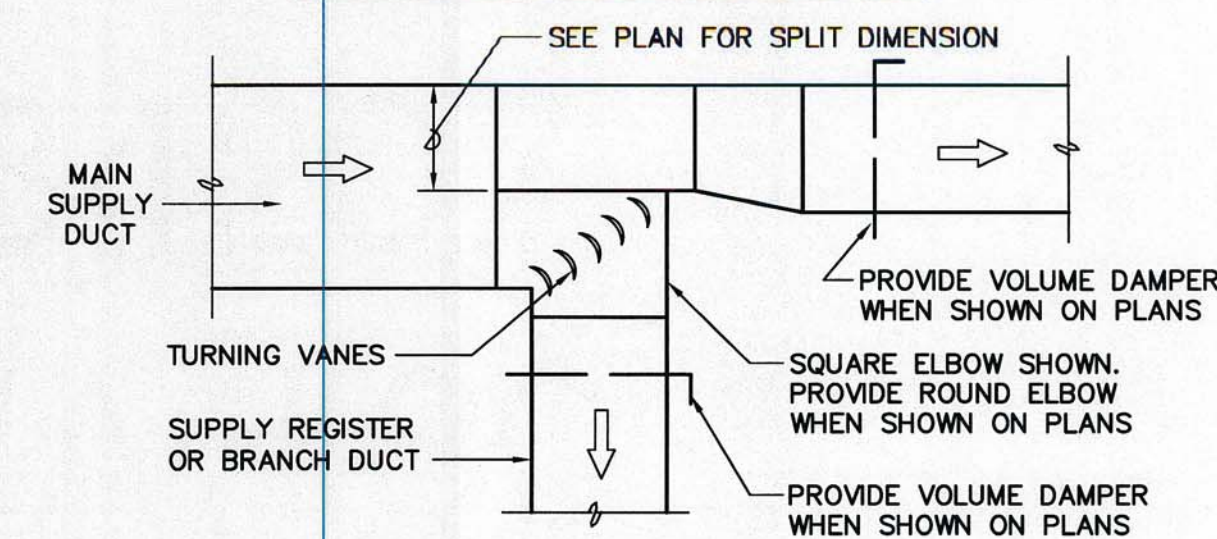 SEE PLAN FOR SPLIT DIMENSION
MAIN
SUPPLY
DUCT
PROVIDE VOLUME DAMPER
WHEN SHOWN ON PLANS
TURNING VANES
SQUARE ELBOW SHOWN.
PROVIDE ROUND ELBOW
WHEN SHOWN ON PLANS
SUPPLY REGISTER
OR BRANCH DUCT
PROVIDE VOLUME DAMPER
WHEN SHOWN ON PLANS